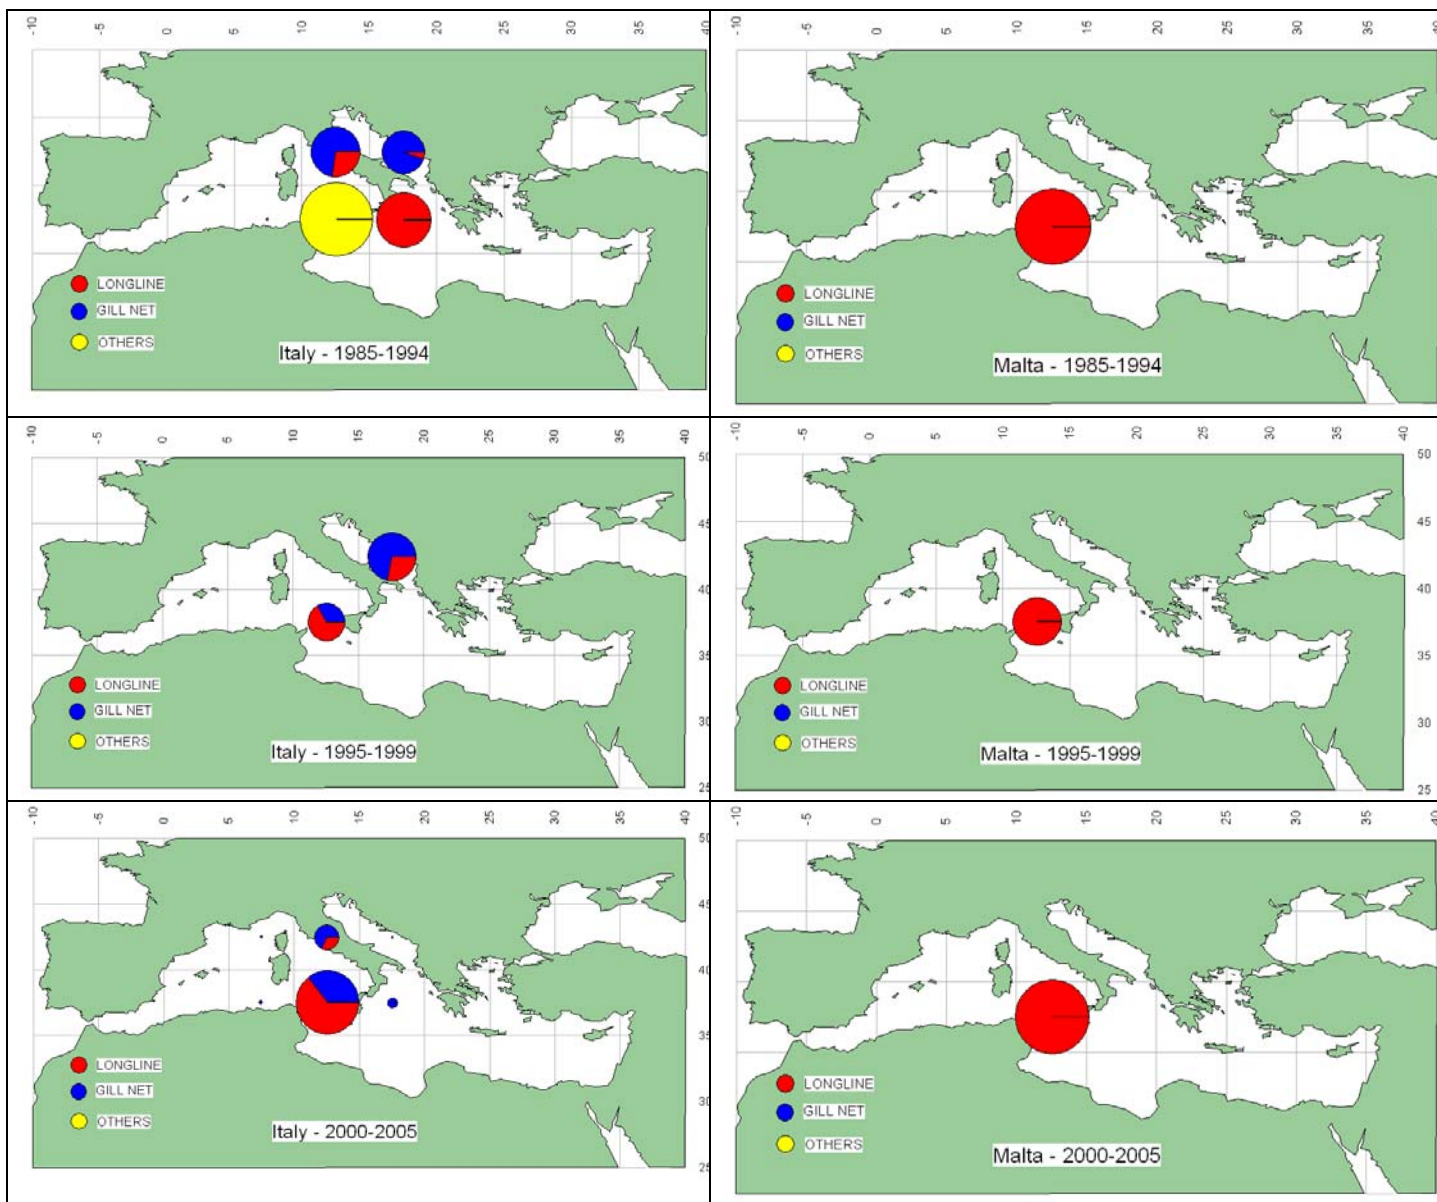 -10 -5 0 5 10 15 20 25 30 35 40
LONGLINE
GILL NET
OTHERS
Italy - 1985-1994
-10 -5 0 5 10 15 20 25 30 35 40
LONGLINE
GILL NET
OTHERS
Malta - 1985-1994
-10 -5 0 5 10 15 20 25 30 35 40
50
45
40
35
30
25
LONGLINE
GILL NET
OTHERS
Italy - 1995-1999
-10 -5 0 5 10 15 20 25 30 35 40
50
45
40
35
30
25
LONGLINE
GILL NET
OTHERS
Malta - 1995-1999
-10 -5 0 5 10 15 20 25 30 35 40
50
45
40
35
30
25
LONGLINE
GILL NET
OTHERS
Italy - 2000-2005
-10 -5 0 5 10 15 20 25 30 35 40
LONGLINE
GILL NET
OTHERS
Malta - 2000-2005